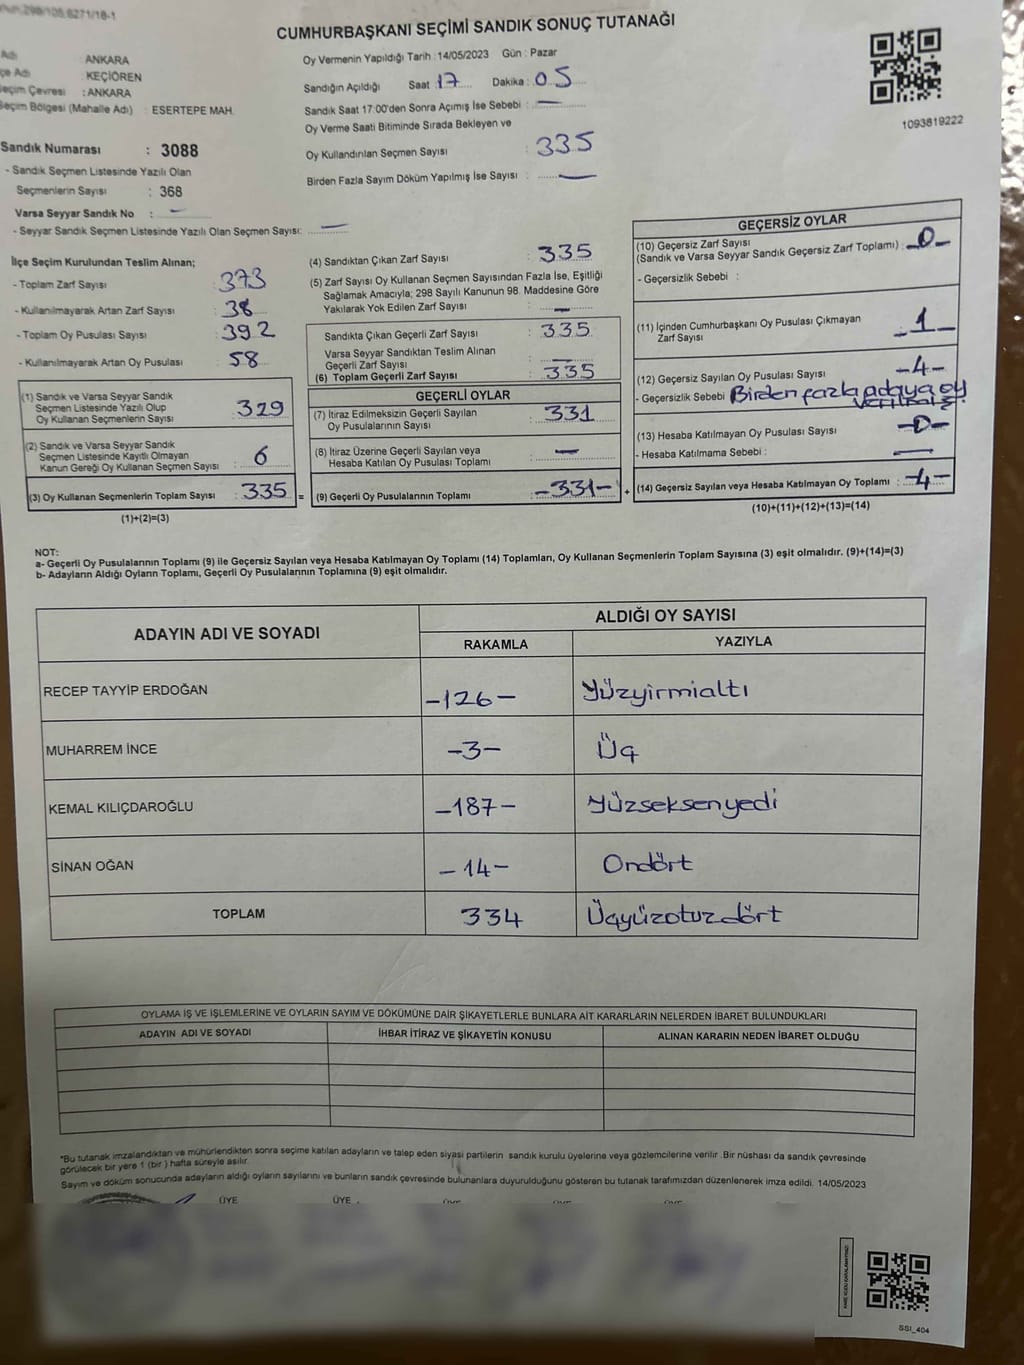 CUMHURBAŞKANI SEÇİMİ SANDIK SONUÇ TUTANAĞI
: ANKARA
: KEÇİÖREN
Seçim Çevresi : ANKARA
Seçim Bölgesi (Mahalle Adı) : ESERTEPE MAH.
Oy Vermenin Yapıldığı Tarih : 14/05/2023 Gün : Pazar
Sandığın Açıldığı Saat 17 Dakika : 05
Sandık Saat 17:00'den Sonra Açımış İse Sebebi : —
Oy Verme Saati Bitiminde Sırada Bekleyen ve
Oy Kullandırılan Seçmen Sayısı : 335
Birden Fazla Sayım Döküm Yapılmış İse Sayısı : —
1093819222
Sandık Numarası : 3088
- Sandık Seçmen Listesinde Yazılı Olan
Seçmenlerin Sayısı : 368
Varsa Seyyar Sandık No : —
- Seyyar Sandık Seçmen Listesinde Yazılı Olan Seçmen Sayısı: —
İlçe Seçim Kurulundan Teslim Alınan;
- Toplam Zarf Sayısı : 373
- Kullanılmayarak Artan Zarf Sayısı : 38
- Toplam Oy Pusulası Sayısı : 392
- Kullanılmayarak Artan Oy Pusulası : 58
(1) Sandık ve Varsa Seyyar Sandık
Seçmen Listesinde Yazılı Olup
Oy Kullanan Seçmenlerin Sayısı : 329
(2) Sandık ve Varsa Seyyar Sandık
Seçmen Listesinde Kayıtlı Olmayan
Kanun Gereği Oy Kullanan Seçmen Sayısı : 6
(3) Oy Kullanan Seçmenlerin Toplam Sayısı : 335 =
(1)+(2)=(3)
(4) Sandıktan Çıkan Zarf Sayısı : 335
(5) Zarf Sayısı Oy Kullanan Seçmen Sayısından Fazla İse, Eşitliği
Sağlamak Amacıyla; 298 Sayılı Kanunun 98. Maddesine Göre
Yakılarak Yok Edilen Zarf Sayısı : —
Sandıkta Çıkan Geçerli Zarf Sayısı : 335
Varsa Seyyar Sandıktan Teslim Alınan
Geçerli Zarf Sayısı : —
(6) Toplam Geçerli Zarf Sayısı : 335
GEÇERLİ OYLAR
(7) İtiraz Edilmeksizin Geçerli Sayılan
Oy Pusulalarının Sayısı : 331
(8) İtiraz Üzerine Geçerli Sayılan veya
Hesaba Katılan Oy Pusulası Toplamı : —
(9) Geçerli Oy Pusulalarının Toplamı : -331- +
GEÇERSİZ OYLAR
(10) Geçersiz Zarf Sayısı
(Sandık ve Varsa Seyyar Sandık Geçersiz Zarf Toplamı) : -0-
- Geçersizlik Sebebi :
(11) İçinden Cumhurbaşkanı Oy Pusulası Çıkmayan
Zarf Sayısı : -1-
(12) Geçersiz Sayılan Oy Pusulası Sayısı : -4-
- Geçersizlik Sebebi Birden fazla adaya oy
verilmiş.
(13) Hesaba Katılmayan Oy Pusulası Sayısı : -0-
- Hesaba Katılmama Sebebi : —
(14) Geçersiz Sayılan veya Hesaba Katılmayan Oy Toplamı : -4-
(10)+(11)+(12)+(13)=(14)
NOT:
a- Geçerli Oy Pusulalarının Toplamı (9) ile Geçersiz Sayılan veya Hesaba Katılmayan Oy Toplamı (14) Toplamları, Oy Kullanan Seçmenlerin Toplam Sayısına (3) eşit olmalıdır. (9)+(14)=(3)
b- Adayların Aldığı Oyların Toplamı, Geçerli Oy Pusulalarının Toplamına (9) eşit olmalıdır.
ADAYIN ADI VE SOYADI ALDIĞI OY SAYISI
RAKAMLA YAZIYLA
RECEP TAYYİP ERDOĞAN -126- Yüzyirmialtı
MUHARREM İNCE -3- Üç
KEMAL KILIÇDAROĞLU -187- Yüzseksenyedi
SİNAN OĞAN -14- Ondört
TOPLAM 334 Üçyüzotuzdört
OYLAMA İŞ VE İŞLEMLERİNE VE OYLARIN SAYIM VE DÖKÜMÜNE DAİR ŞİKAYETLERLE BUNLARA AİT KARARLARIN NELERDEN İBARET BULUNDUKLARI
ADAYIN ADI VE SOYADI İHBAR İTİRAZ VE ŞİKAYETİN KONUSU ALINAN KARARIN NEDEN İBARET OLDUĞU
*Bu tutanak imzalandıktan ve mühürlendikten sonra seçime katılan adayların ve talep eden siyasi partilerin sandık kurulu üyelerine veya gözlemcilerine verilir .Bir nüshası da sandık çevresinde
görülecek bir yere 1 (bir ) hafta süreyle asılır.
Sayım ve döküm sonucunda adayların aldığı oyların sayılarını ve bunların sandık çevresinde bulunanlara duyurulduğunu gösteren bu tutanak tarafımızdan düzenlenerek imza edildi. 14/05/2023
ÜYE ÜYE
SSI_404